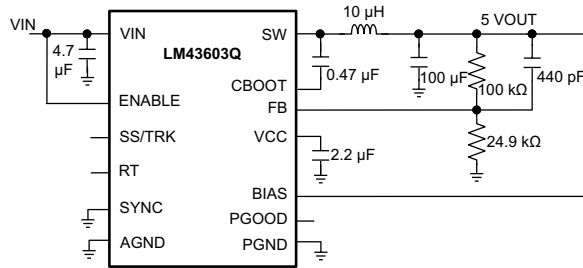 VIN
VIN
LM43603Q
SW
10 µH
5 VOUT
4.7
µF
CBOOT
0.47 µF
100 µF
100 kΩ
440 pF
ENABLE
FB
SS/TRK
VCC
24.9 kΩ
2.2 µF
RT
BIAS
SYNC
PGOOD
AGND
PGND